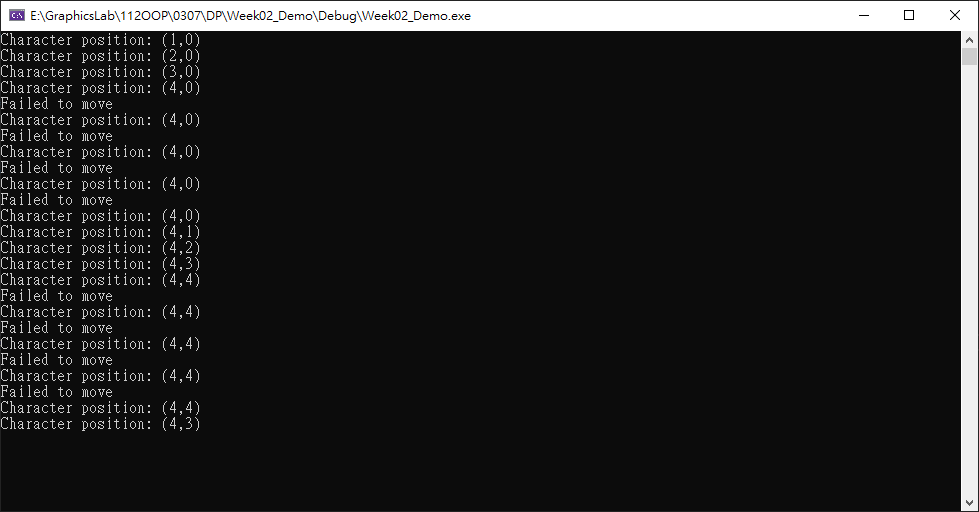 E:\GraphicsLab\112OOP\0307\DP\Week02_Demo\Debug\Week02_Demo.exe
Character position: (1,0)
Character position: (2,0)
Character position: (3,0)
Character position: (4,0)
Failed to move
Character position: (4,0)
Failed to move
Character position: (4,0)
Failed to move
Character position: (4,0)
Failed to move
Character position: (4,0)
Character position: (4,1)
Character position: (4,2)
Character position: (4,3)
Character position: (4,4)
Failed to move
Character position: (4,4)
Failed to move
Character position: (4,4)
Failed to move
Character position: (4,4)
Failed to move
Character position: (4,4)
Character position: (4,3)